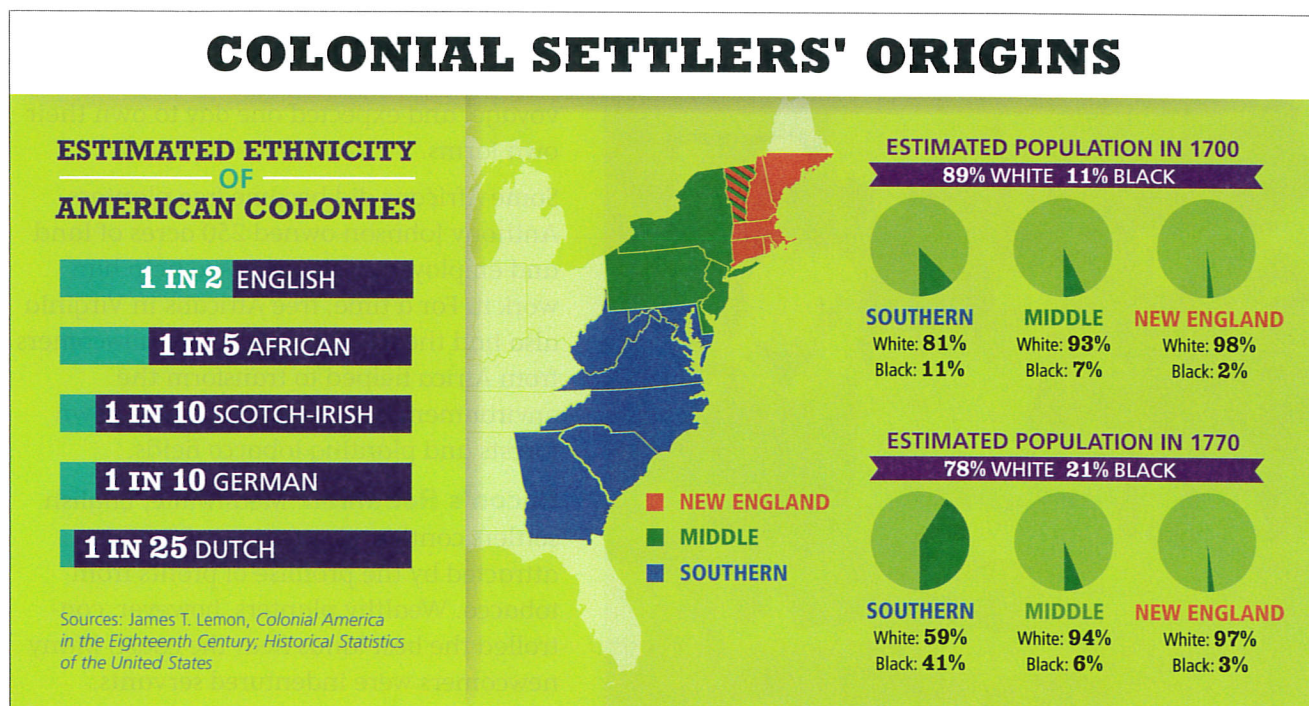 COLONIAL SETTLERS' ORIGINS
ESTIMATED ETHNICITY
OF
AMERICAN COLONIES
1 IN 2 ENGLISH
1 IN 5 AFRICAN
1 IN 10 SCOTCH-IRISH
1 IN 10 GERMAN
1 IN 25 DUTCH
Sources: James T. Lemon, Colonial America
in the Eighteenth Century; Historical Statistics
of the United States
NEW ENGLAND
MIDDLE
SOUTHERN
ESTIMATED POPULATION IN 1700
89% WHITE 11% BLACK
SOUTHERN
White: 81%
Black: 11%
MIDDLE
White: 93%
Black: 7%
NEW ENGLAND
White: 98%
Black: 2%
ESTIMATED POPULATION IN 1770
78% WHITE 21% BLACK
SOUTHERN
White: 59%
Black: 41%
MIDDLE
White: 94%
Black: 6%
NEW ENGLAND
White: 97%
Black: 3%